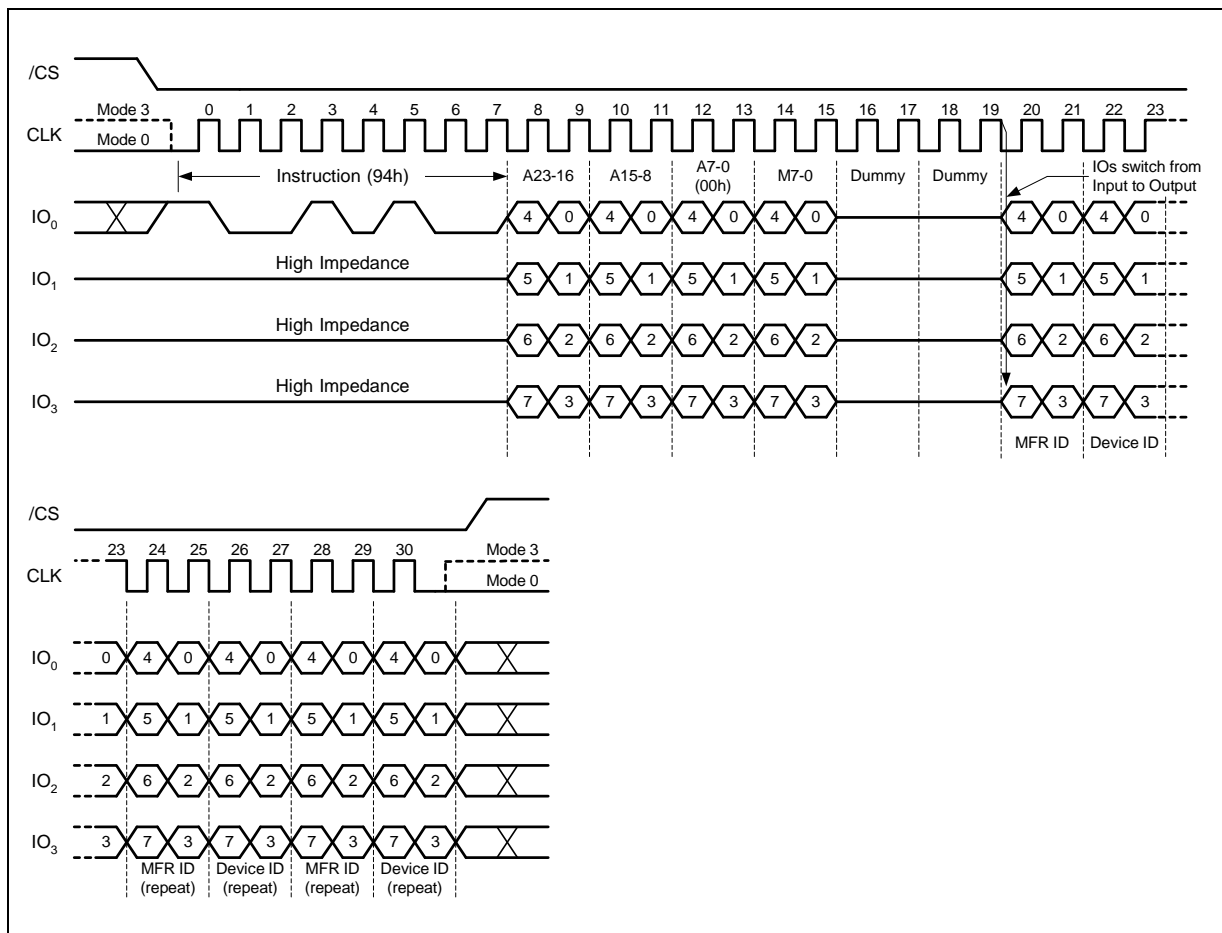 /CS
Mode 3 0 1 2 3 4 5 6 7 8 9 10 11 12 13 14 15 16 17 18 19 20 21 22 23
CLK Mode 0
Instruction (94h) A23-16 A15-8 A7-0 (00h) M7-0 Dummy Dummy IOs switch from Input to Output
IO0 4 0 4 0 4 0 4 0 4 0 4 0
High Impedance
IO1 5 1 5 1 5 1 5 1 5 1 5 1
High Impedance
IO2 6 2 6 2 6 2 6 2 6 2 6 2
High Impedance
IO3 7 3 7 3 7 3 7 3 7 3 7 3
MFR ID Device ID
/CS
23 24 25 26 27 28 29 30 Mode 3
CLK Mode 0
IO0 0 4 0 4 0 4 0 4 0
IO1 1 5 1 5 1 5 1 5 1
IO2 2 6 2 6 2 6 2 6 2
IO3 3 7 3 7 3 7 3 7 3
MFR ID Device ID MFR ID Device ID
(repeat) (repeat) (repeat) (repeat)